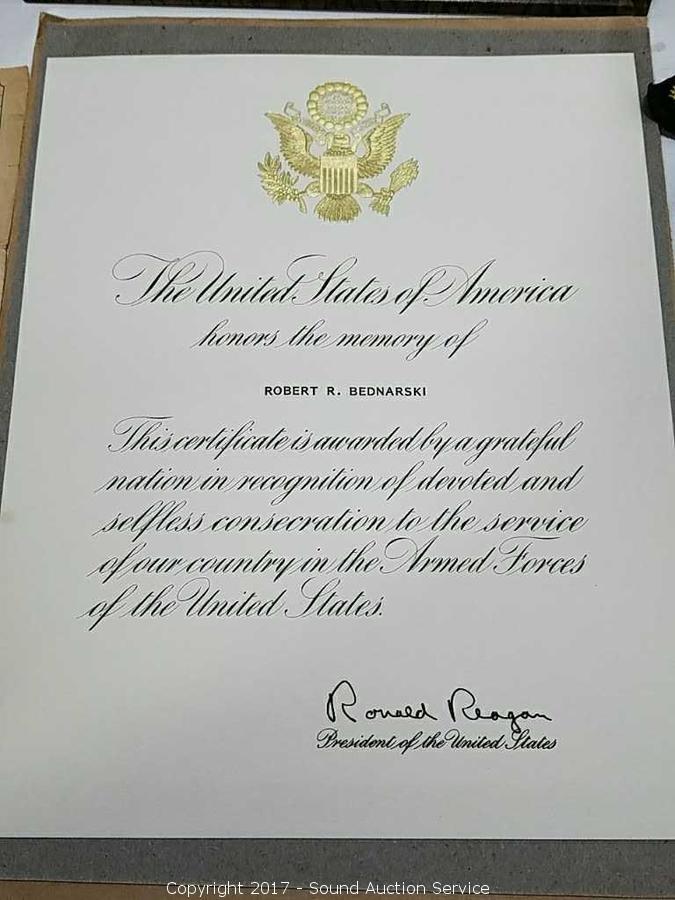 The United States of America
honors the memory of
ROBERT R. BEDNARSKI
This certificate is awarded by a grateful
nation in recognition of devoted and
selfless consecration to the service
of our country in the Armed Forces
of the United States.
Ronald Reagan
President of the United States
Copyright 2017 - Sound Auction Service